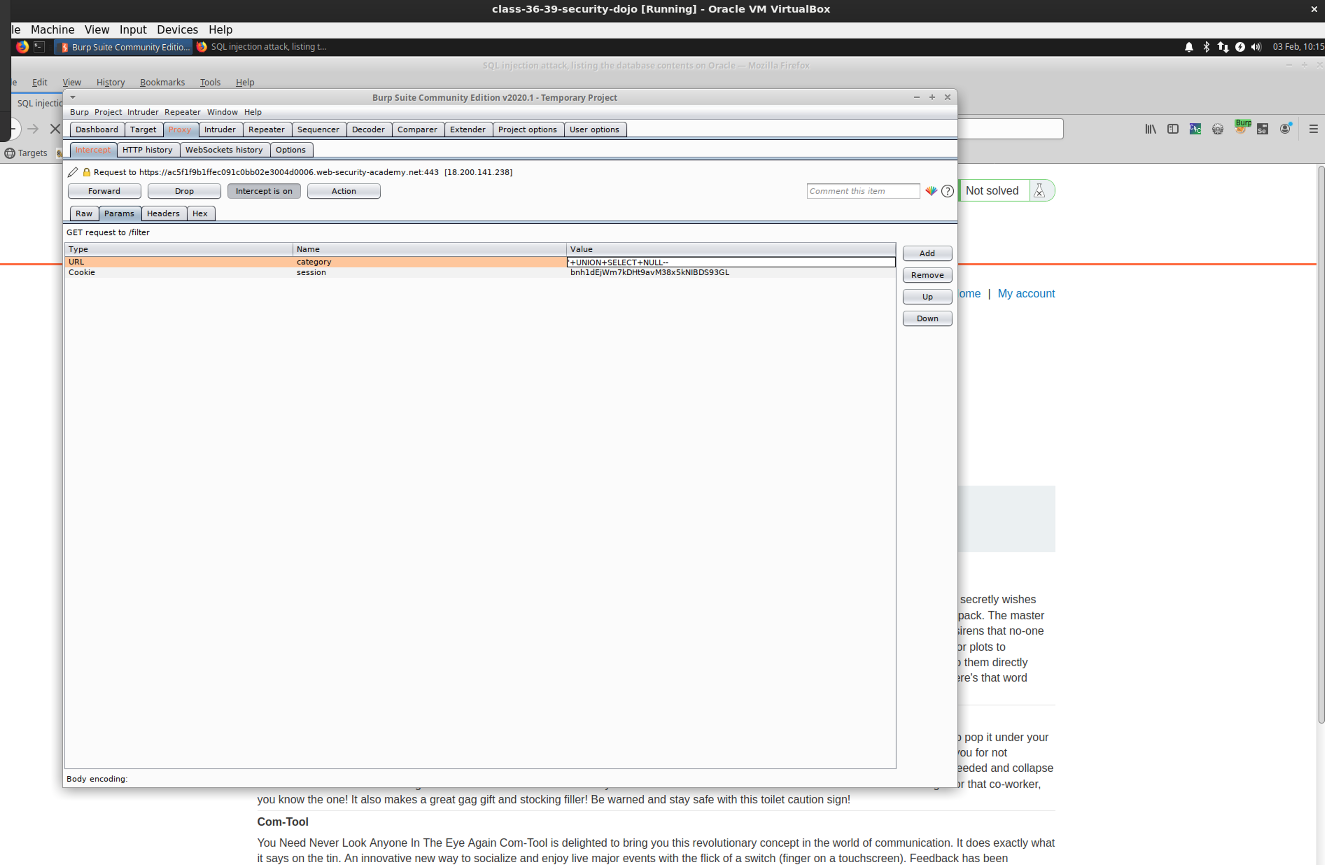 class-36-39-security-dojo [Running] - Oracle VM VirtualBox
le Machine View Input Devices Help
Burp Suite Community Editio... SQL injection attack, listing t... 03 Feb, 10:15
SQL injection attack, listing the database contents on Oracle — Mozilla Firefox
e Edit View History Bookmarks Tools Help
SQL injectio
Burp Suite Community Edition v2020.1 - Temporary Project
Burp Project Intruder Repeater Window Help
Dashboard Target Proxy Intruder Repeater Sequencer Decoder Comparer Extender Project options User options
Burp
Intercept HTTP history WebSockets history Options
Targets
Request to https://ac5f1f9b1ffec091c0bb02e3004d0006.web-security-academy.net:443 [18.200.141.238]
Forward Drop Intercept is on Action Comment this item ?
Not solved
Raw Params Headers Hex
GET request to /filter
Type Name Value
URL category '+UNION+SELECT+NULL--
Cookie session bnh1dEjWm7kDHt9avM38x5kNIBDS93GL
Add
Remove
Up
Down
ome | My account
secretly wishes
pack. The master
sirens that no-one
or plots to
o them directly
ere's that word
o pop it under your
you for not
eeded and collapse
or that co-worker,
Body encoding:
you know the one! It also makes a great gag gift and stocking filler! Be warned and stay safe with this toilet caution sign!
Com-Tool
You Need Never Look Anyone In The Eye Again Com-Tool is delighted to bring you this revolutionary concept in the world of communication. It does exactly what
it says on the tin. An innovative new way to socialize and enjoy live major events with the flick of a switch (finger on a touchscreen). Feedback has been